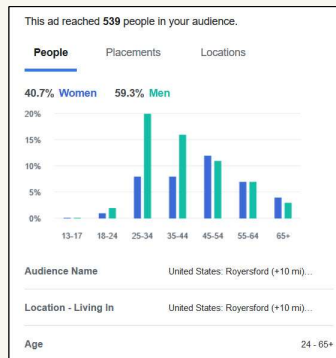 This ad reached 539 people in your audience.
People Placements Locations
40.7% Women 59.3% Men
20%
15%
10%
5%
0%
13-17 18-24 25-34 35-44 45-54 55-64 65+
Audience Name United States: Royersford (+10 mi)...
Location - Living In United States: Royersford (+10 mi)...
Age 24 - 65+